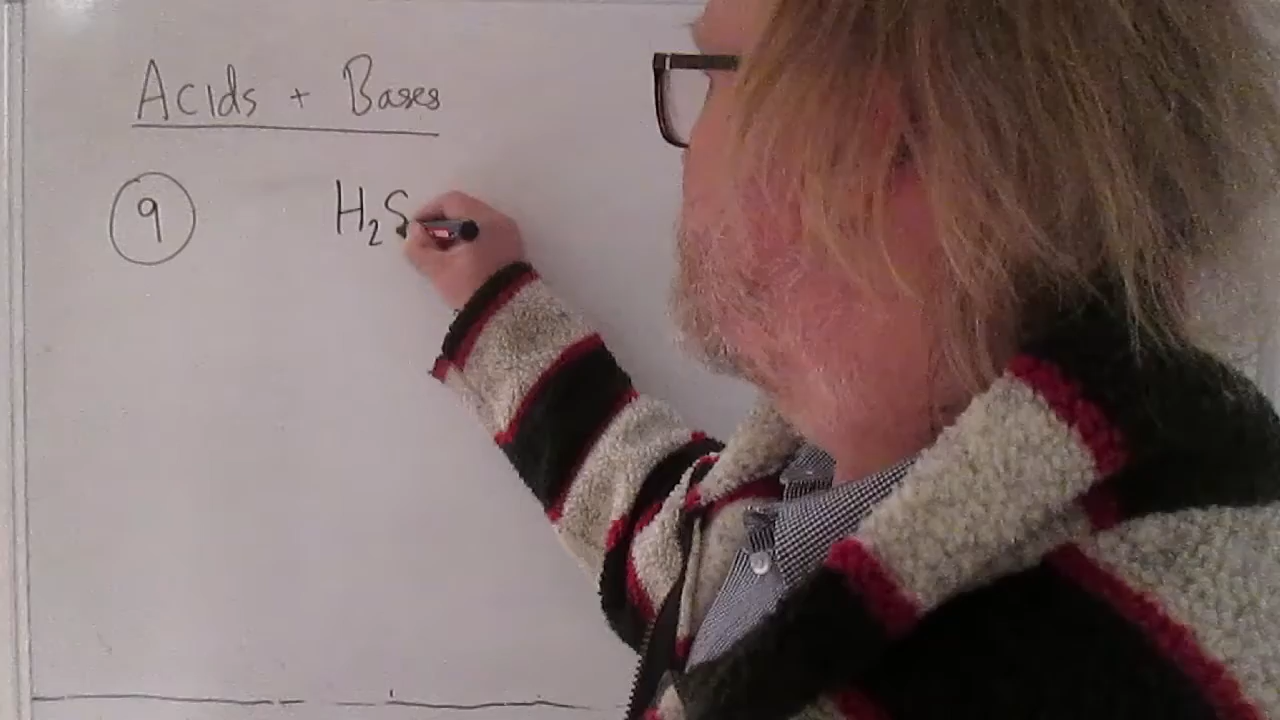 Acids + Bases
9 H₂S